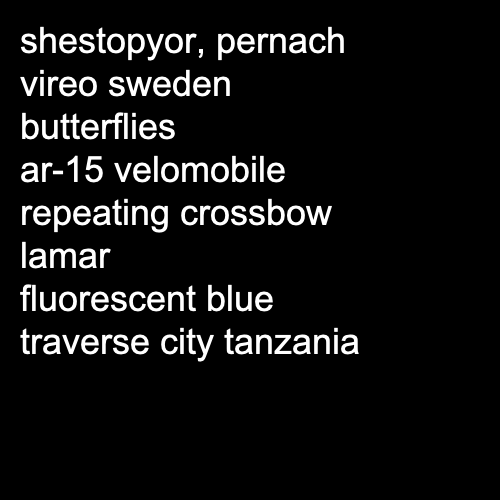 shestopyor, pernach
vireo sweden
butterflies
ar-15 velomobile
repeating crossbow
lamar
fluorescent blue
traverse city tanzania